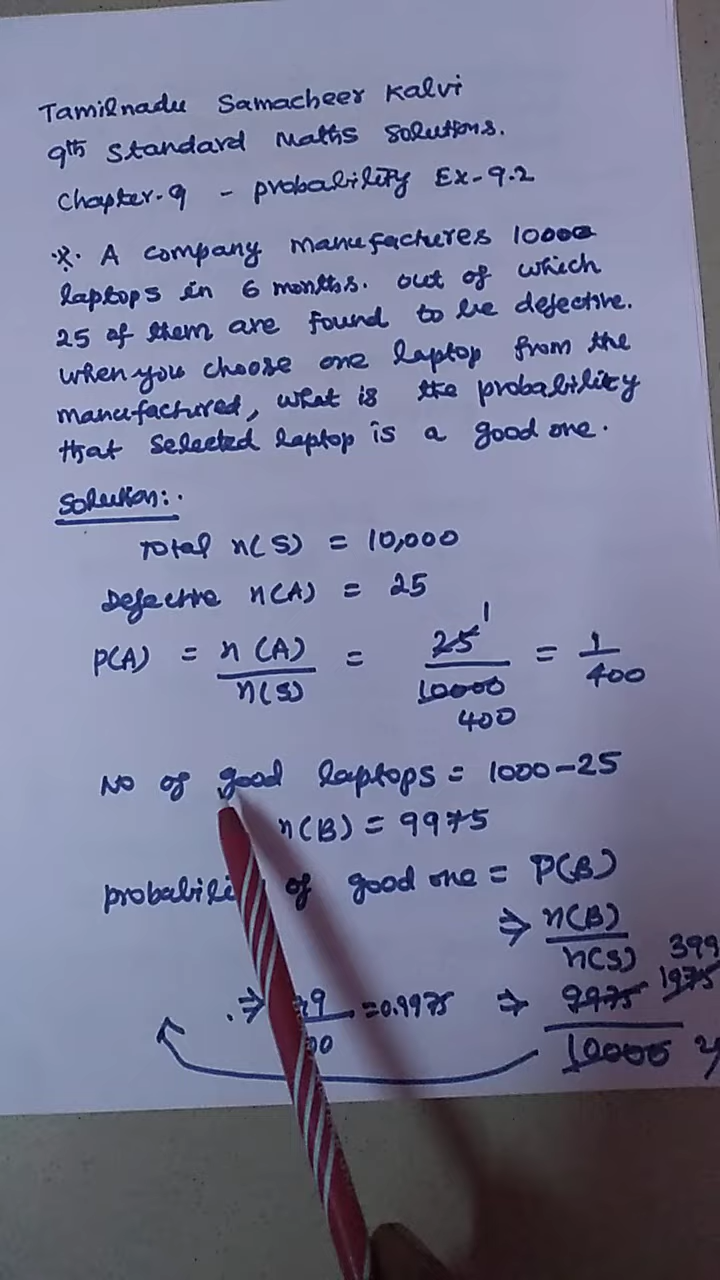 Tamilnadu Samacheer Kalvi
9th Standard Maths Solutions.
Chapter-9 - probability Ex-9.2
* A company manufactures 10000
laptops in 6 months. out of which
25 of them are found to be defective.
when you choose one laptop from the
manufactured, what is the probability
that selected laptop is a good one.
Solution:
Total n(S) = 10,000
Defective n(A) = 25
P(A) = n(A)/n(S) = 25/10000 = 1/400
1
400
No of good laptops = 1000-25
n(B) = 9975
of good one = P(B)
⇒ n(B)/n(S)
399
1975
⇒ 9975/10000
= 0.9975